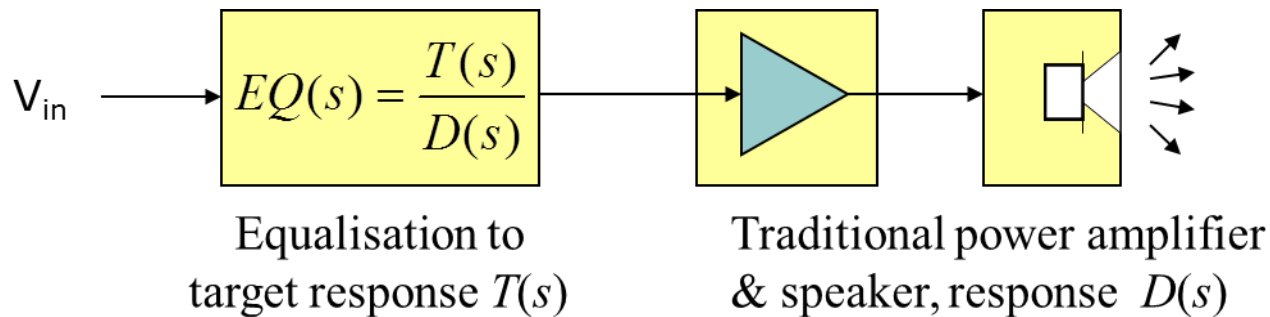 V_in
EQ(s) = T(s) / D(s)
Equalisation to
target response T(s)
Traditional power amplifier
& speaker, response D(s)